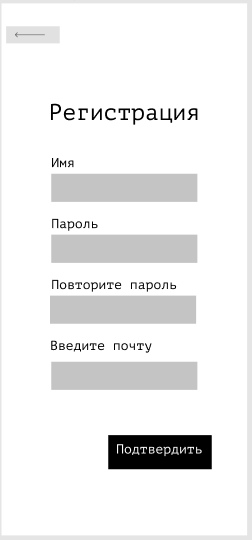 Регистрация
Имя
Пароль
Повторите пароль
Введите почту
Подтвердить